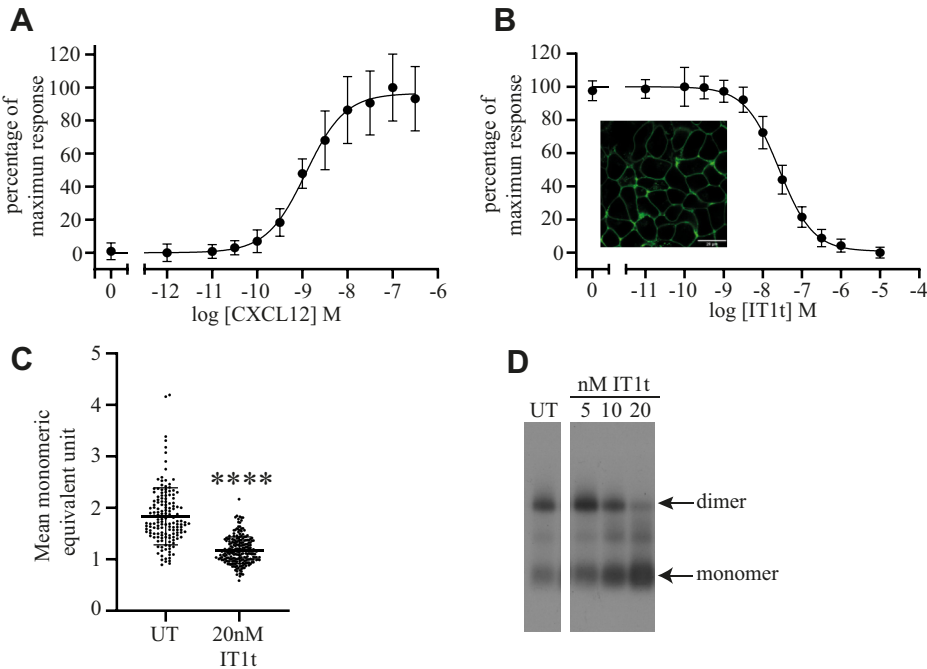 A
120
100
80
60
40
20
0
percentage of
maximun response
0 -12 -11 -10 -9 -8 -7 -6
log [CXCL12] M
B
120
100
80
60
40
20
0
percentage of
maximun response
20 µm
0 -11 -10 -9 -8 -7 -6 -5 -4
log [IT1t] M
C
5
4
3
2
1
0
Mean monomeric
equivalent unit
****
UT 20nM
IT1t
D
nM IT1t
UT 5 10 20
dimer
monomer